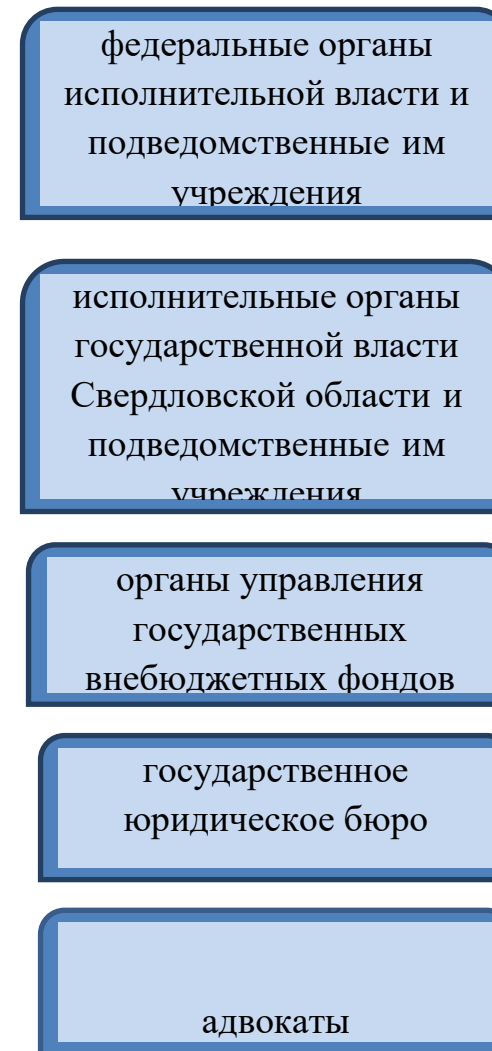 федеральные органы
исполнительной власти и
подведомственные им
учреждения
исполнительные органы
государственной власти
Свердловской области и
подведомственные им
учреждения
органы управления
государственных
внебюджетных фондов
государственное
юридическое бюро
адвокаты